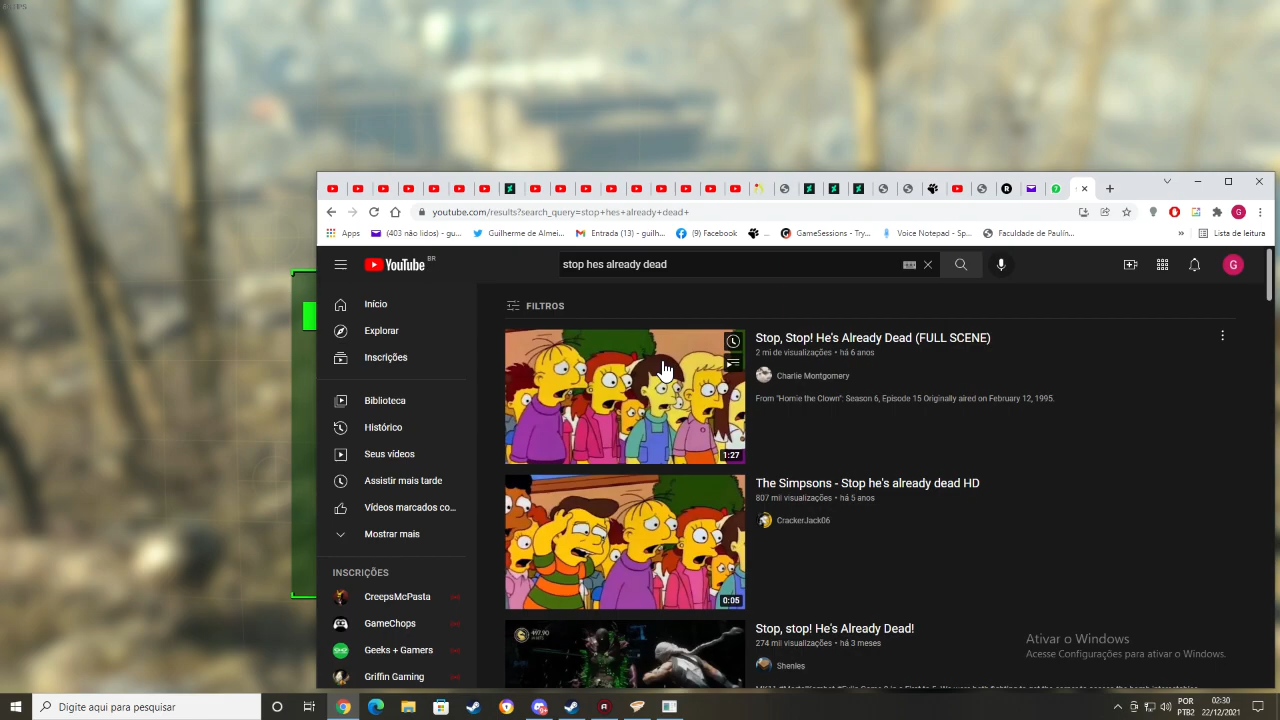 FPS
youtube.com/results?search_query=stop+hes+already+dead+
Apps
(403 não lidos) - gu...
Guilherme de Almei...
Entrada (13) - guilh...
(9) Facebook
...
GameSessions - Try...
Voice Notepad - Sp...
Faculdade de Paulín...
»
Lista de leitura
YouTube BR
stop hes already dead
G
FILTROS
Início
Explorar
Inscrições
Biblioteca
Histórico
Seus vídeos
Assistir mais tarde
Vídeos marcados co...
Mostrar mais
INSCRIÇÕES
CreepsMcPasta
GameChops
Geeks + Gamers
Griffin Gaming
1:27
Stop, Stop! He's Already Dead (FULL SCENE)
2 mi de visualizações • há 6 anos
Charlie Montgomery
From "Homie the Clown": Season 6, Episode 15 Originally aired on February 12, 1995.
0:05
The Simpsons - Stop he's already dead HD
807 mil visualizações • há 5 anos
CrackerJack06
Stop, stop! He's Already Dead!
274 mil visualizações • há 3 meses
Shenles
Ativar o Windows
Acesse Configurações para ativar o Windows.
Digite aqui para pesquisar
POR
PTB2
02:30
22/12/2021